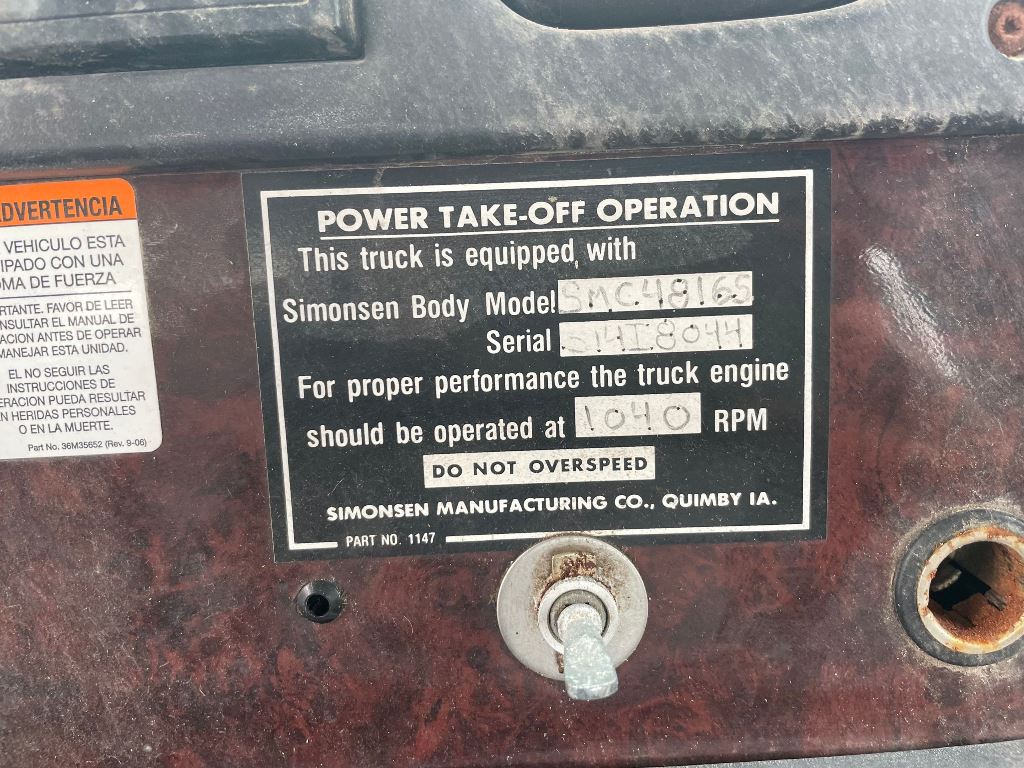 DVERTENCIA
VEHICULO ESTA
IPADO CON UNA
OMA DE FUERZA
RTANTE. FAVOR DE LEER
NSULTAR EL MANUAL DE
ACION ANTES DE OPERAR
MANEJAR ESTA UNIDAD.
EL NO SEGUIR LAS
INSTRUCCIONES DE
ERACION PUEDA RESULTAR
N HERIDAS PERSONALES
O EN LA MUERTE.
Part No. 36M35652 (Rev. 9-06)
POWER TAKE-OFF OPERATION
This truck is equipped with
Simonsen Body Model SMC4816S
Serial S14I8044
For proper performance the truck engine
should be operated at 1040 RPM
DO NOT OVERSPEED
SIMONSEN MANUFACTURING CO., QUIMBY IA.
PART NO. 1147